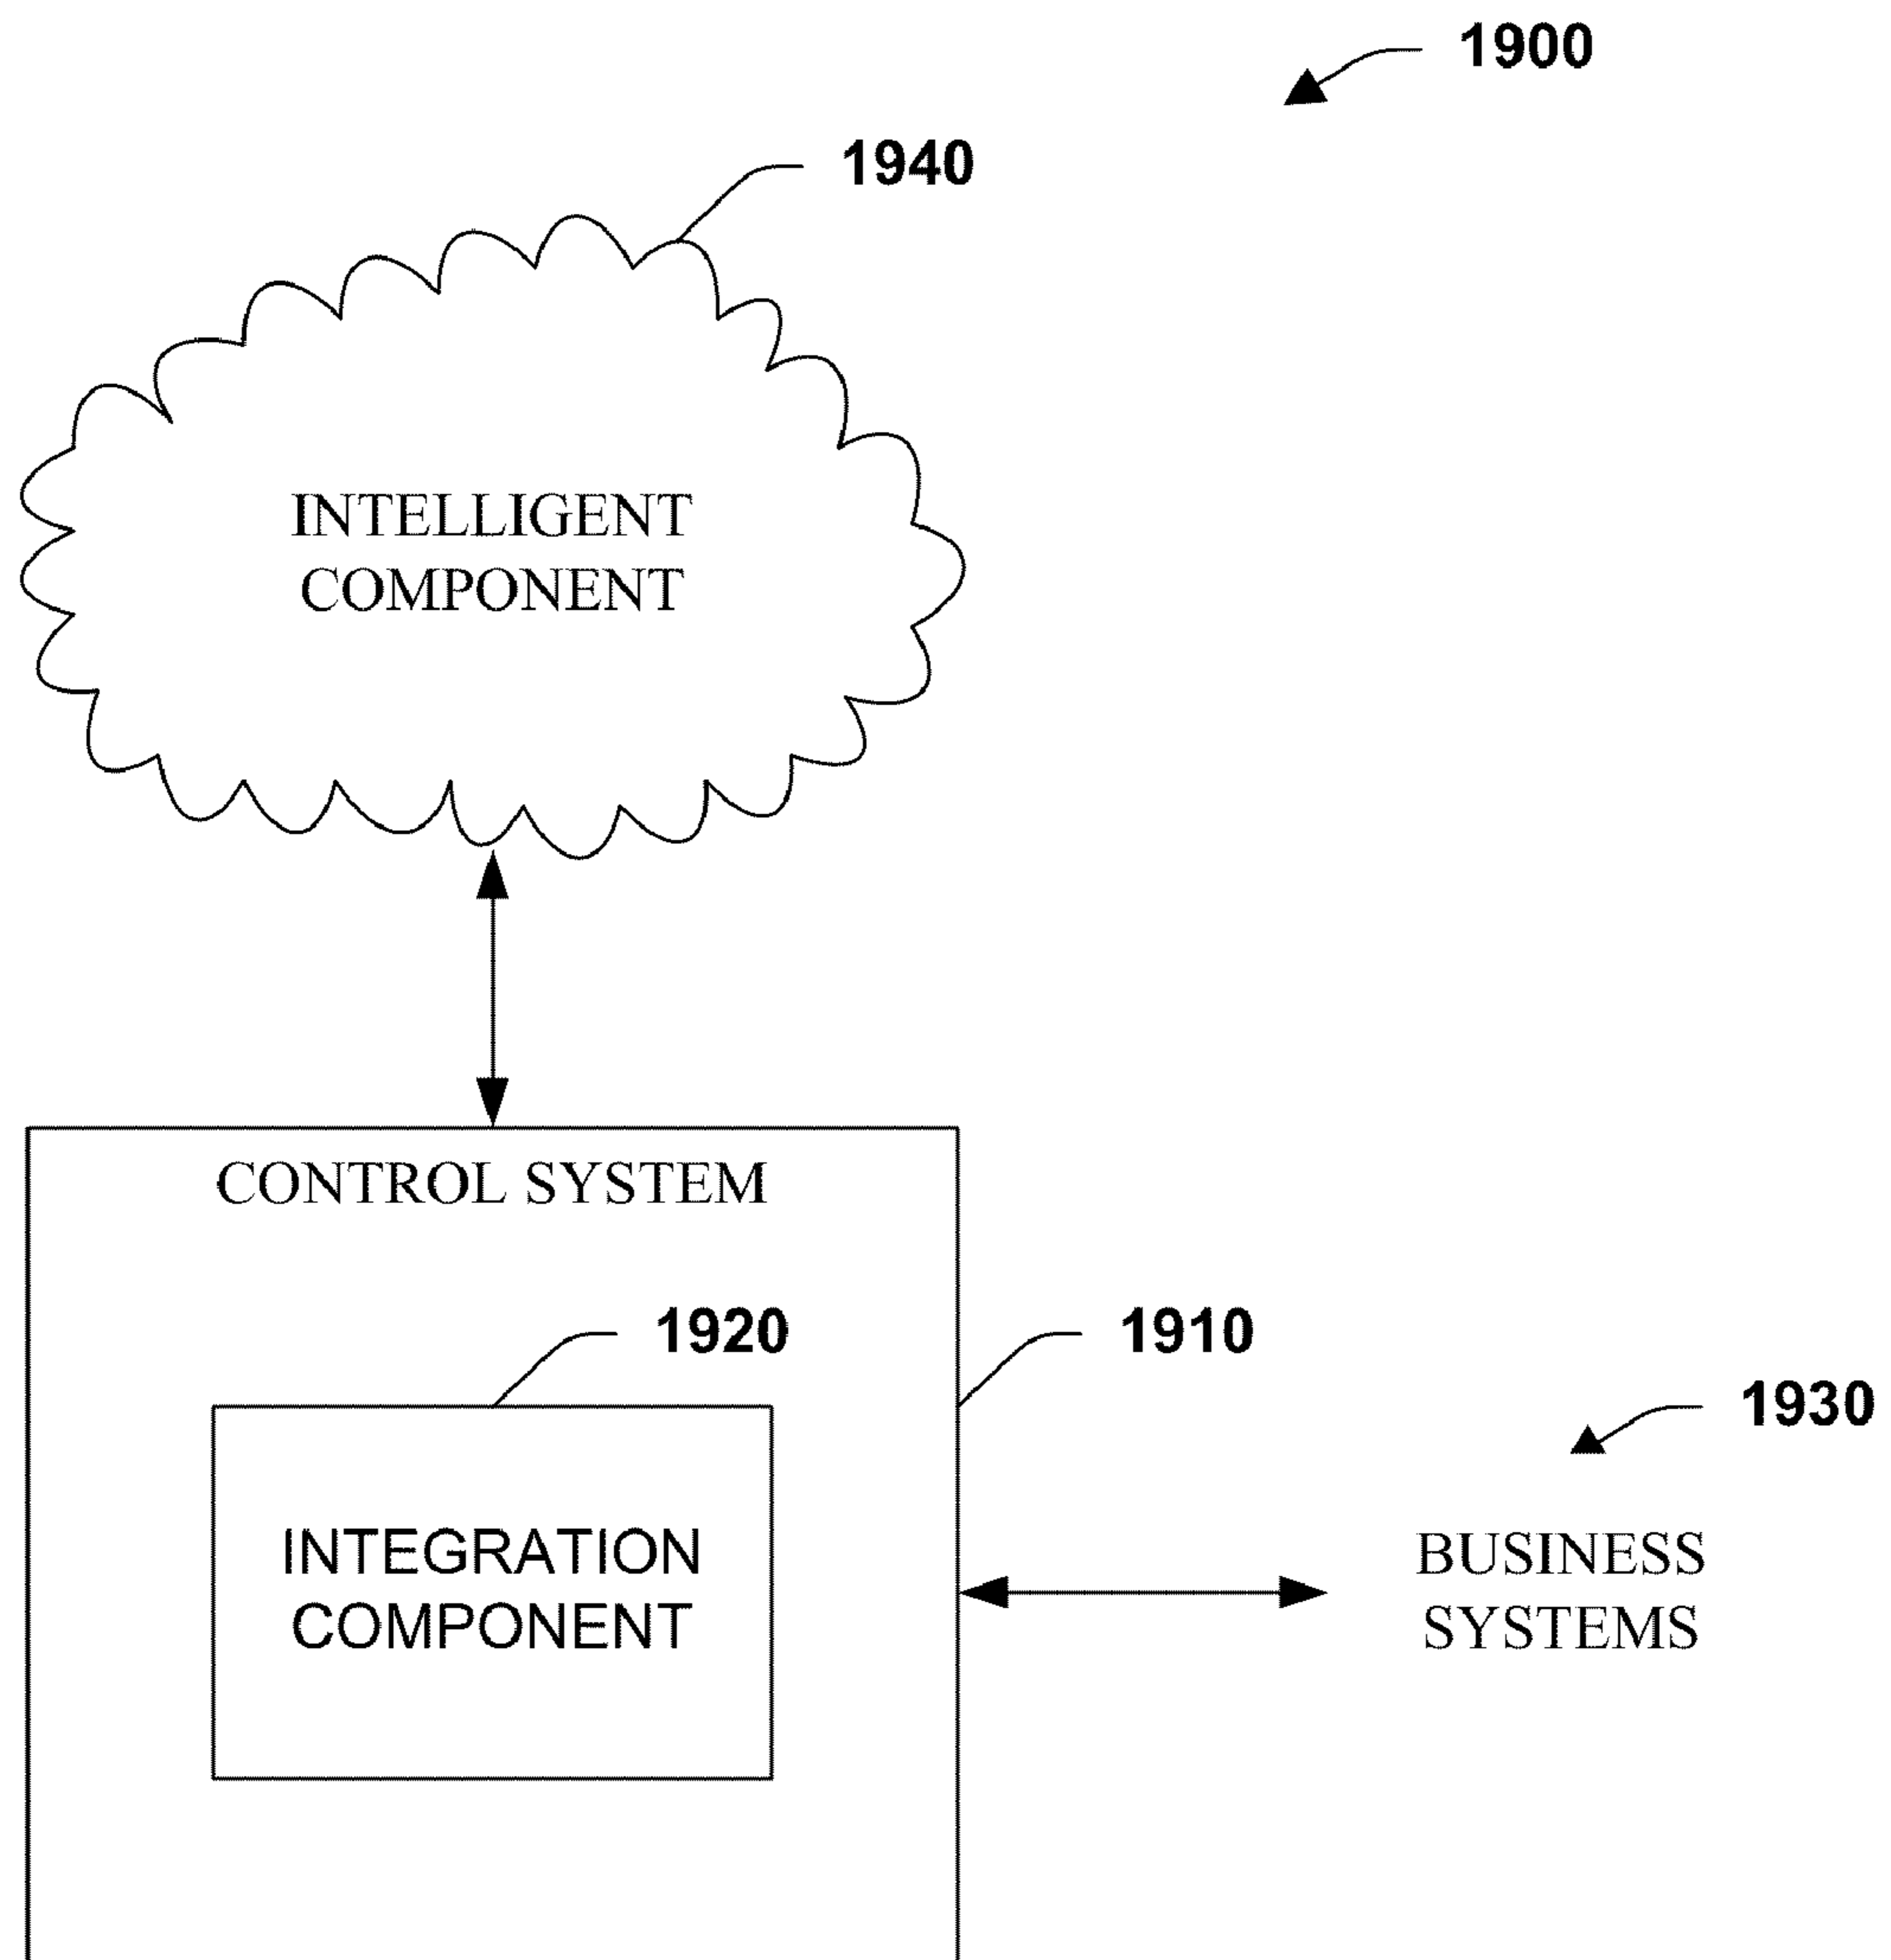 1900
1940
INTELLIGENT
COMPONENT
CONTROL SYSTEM
1920
1910
1930
INTEGRATION
COMPONENT
BUSINESS
SYSTEMS